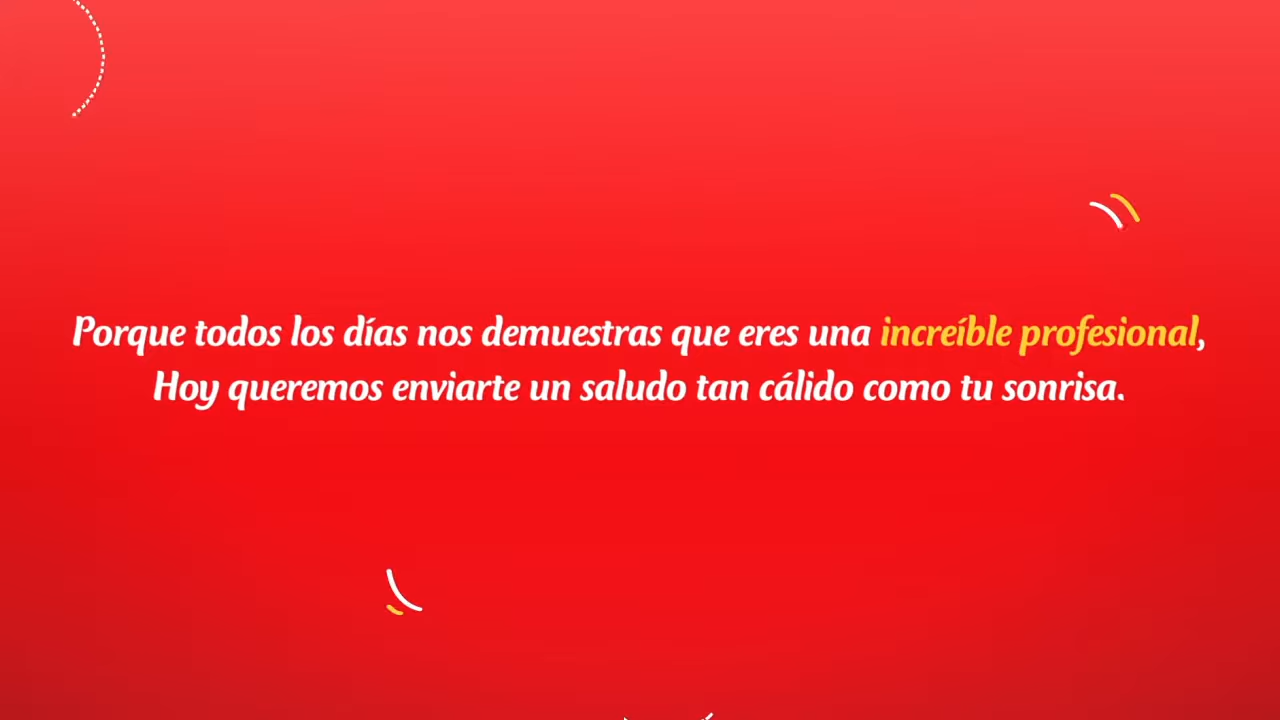 Porque todos los días nos demuestras que eres una increíble profesional,
Hoy queremos enviarte un saludo tan cálido como tu sonrisa.